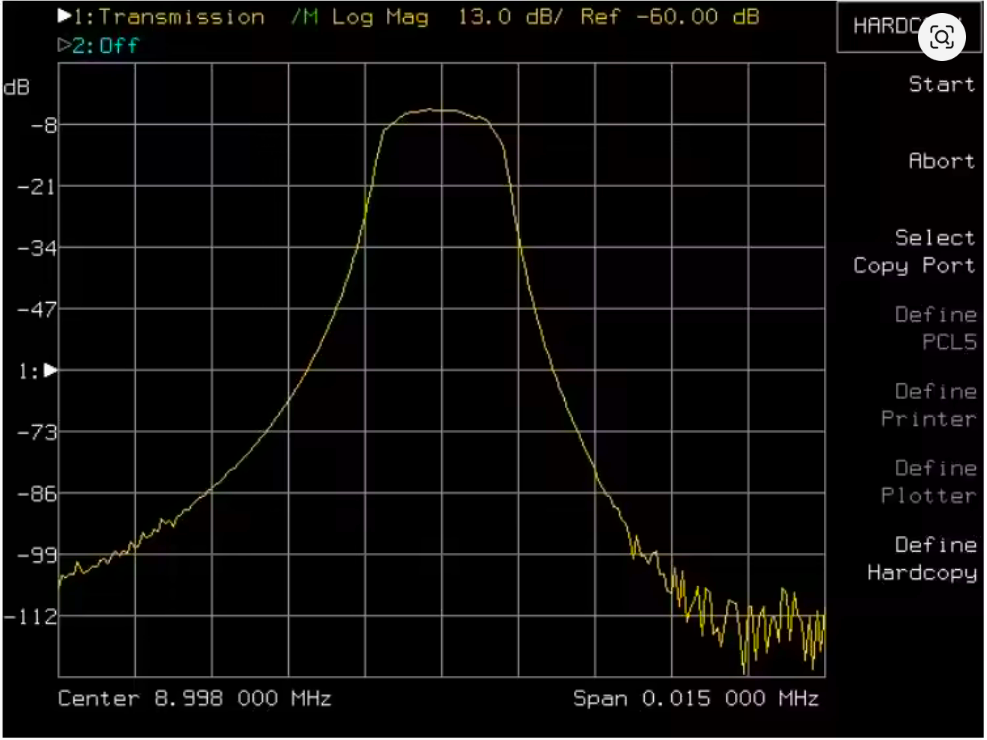 ▶1:Transmission /M Log Mag 13.0 dB/ Ref -60.00 dB
▷2:Off
dB
-8
-21
-34
-47
1:▶
-73
-86
-99
-112
Center 8.998 000 MHz
Span 0.015 000 MHz
Start
Abort
Select
Copy Port
Define
PCL5
Define
Printer
Define
Plotter
Define
Hardcopy